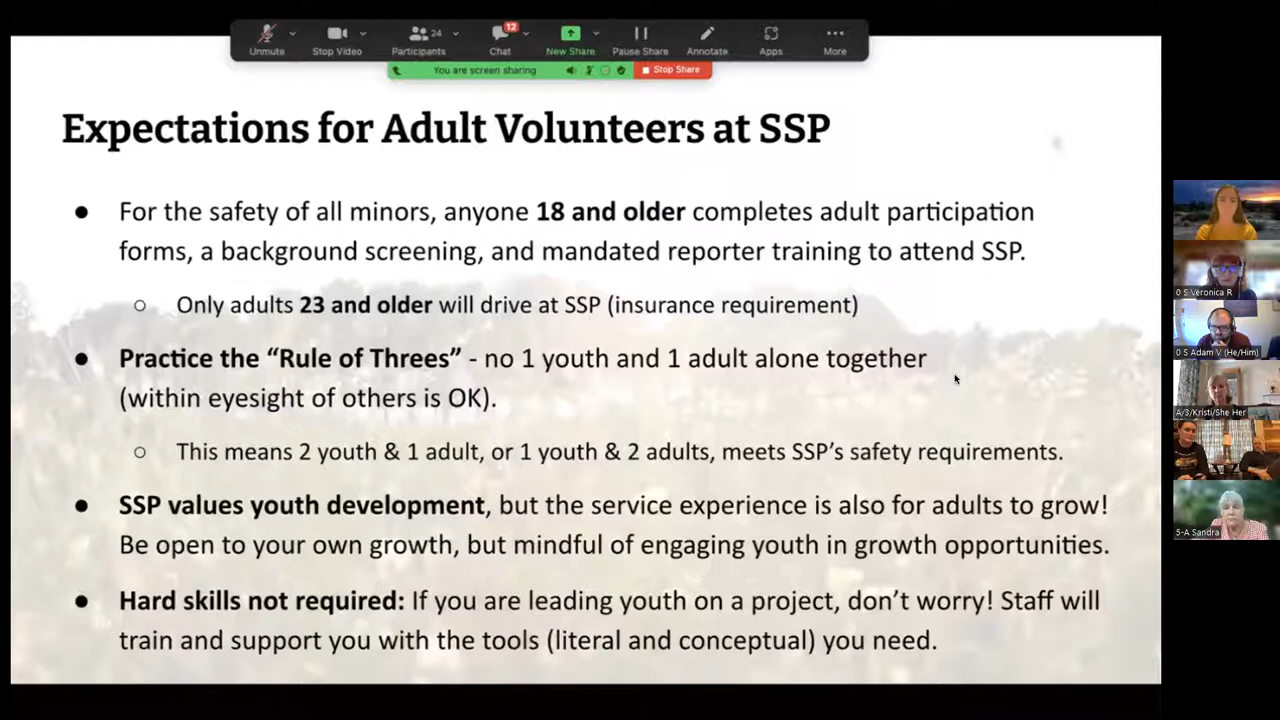 Unmute
Stop Video
Participants
24
Chat
12
New Share
Pause Share
Annotate
Apps
More
You are screen sharing
Stop Share
Expectations for Adult Volunteers at SSP
● For the safety of all minors, anyone 18 and older completes adult participation
forms, a background screening, and mandated reporter training to attend SSP.
○ Only adults 23 and older will drive at SSP (insurance requirement)
● Practice the “Rule of Threes” - no 1 youth and 1 adult alone together
(within eyesight of others is OK).
○ This means 2 youth & 1 adult, or 1 youth & 2 adults, meets SSP’s safety requirements.
● SSP values youth development, but the service experience is also for adults to grow!
Be open to your own growth, but mindful of engaging youth in growth opportunities.
● Hard skills not required: If you are leading youth on a project, don’t worry! Staff will
train and support you with the tools (literal and conceptual) you need.
0 S Veronica R
0 S Adam V (He/Him)
A/3/Kristi/She Her
5-A Sandra